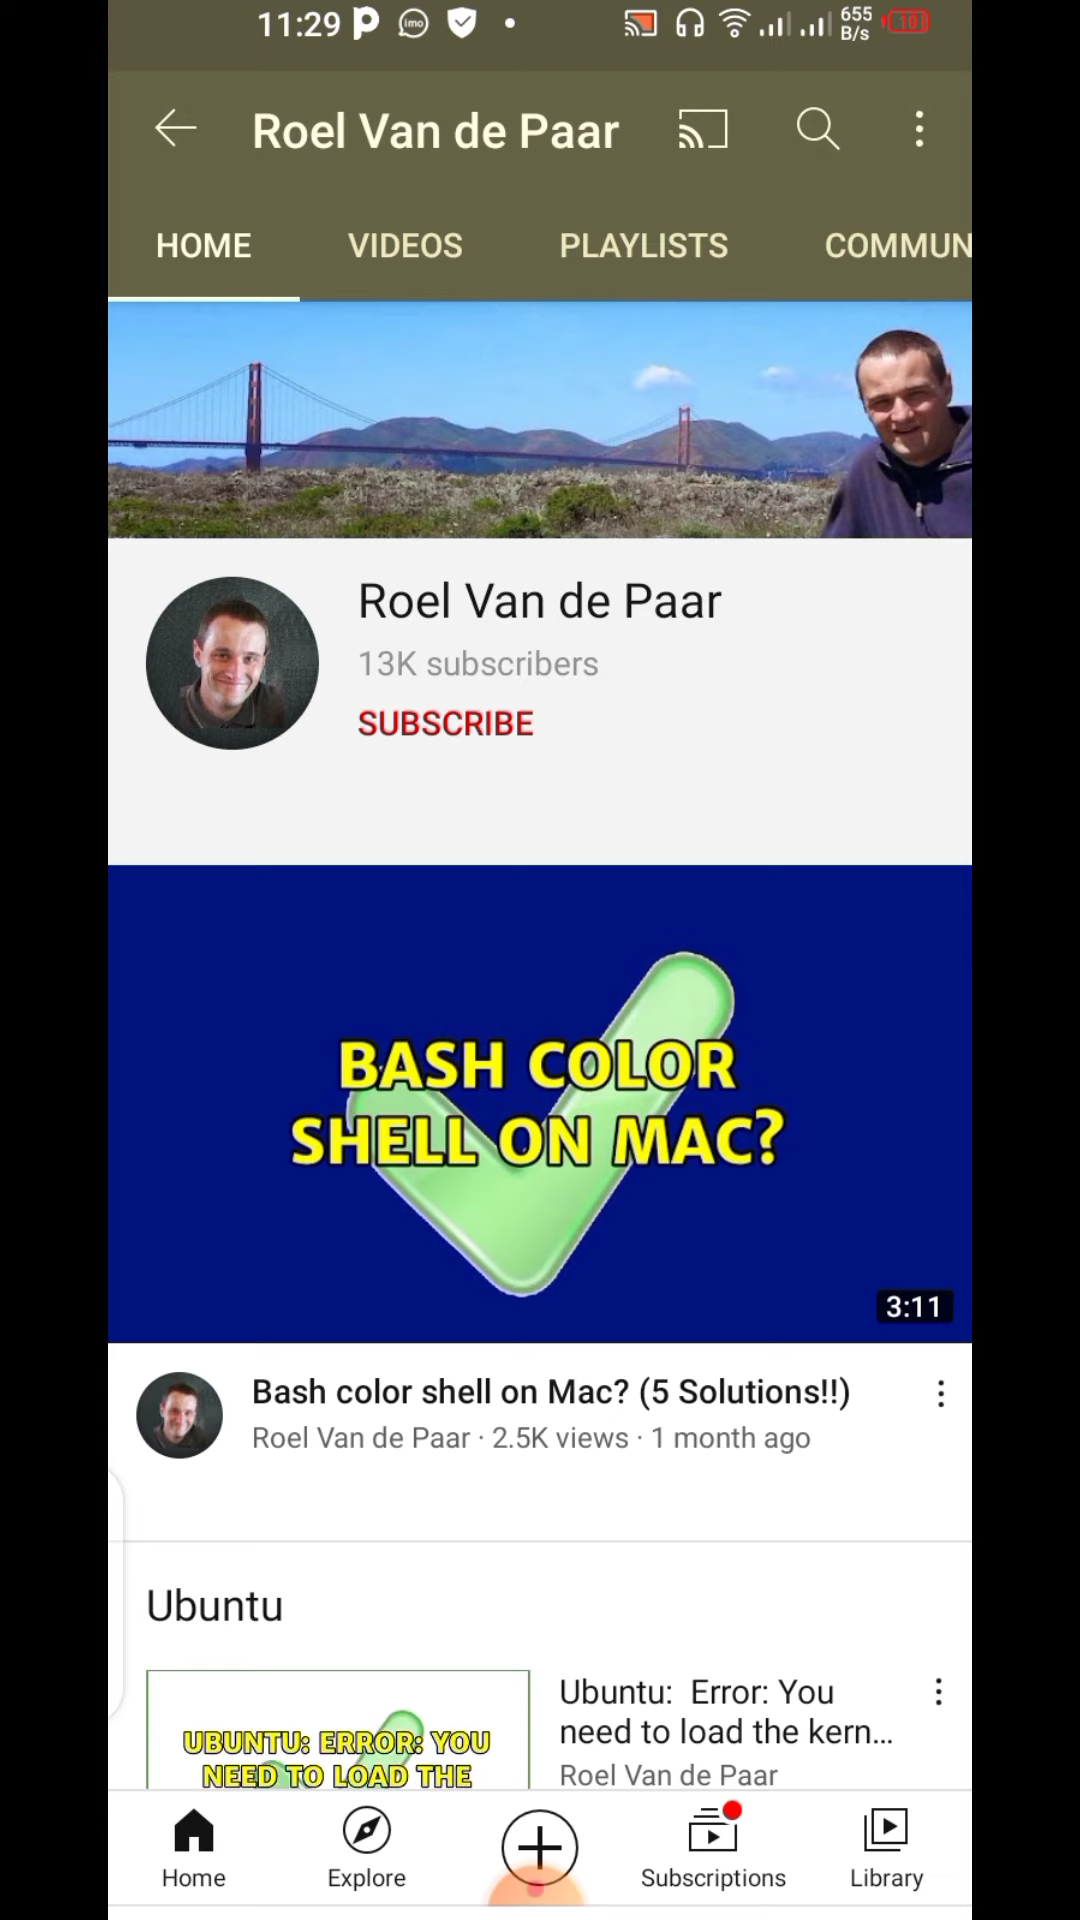 11:29 imo 655 B/s 10
Roel Van de Paar
HOME VIDEOS PLAYLISTS COMMUN
Roel Van de Paar
13K subscribers
SUBSCRIBE
BASH COLOR
SHELL ON MAC?
3:11
Bash color shell on Mac? (5 Solutions!!)
Roel Van de Paar · 2.5K views · 1 month ago
Ubuntu
UBUNTU: ERROR: YOU
NEED TO LOAD THE
Ubuntu: Error: You
need to load the kern...
Roel Van de Paar
Home Explore Subscriptions Library